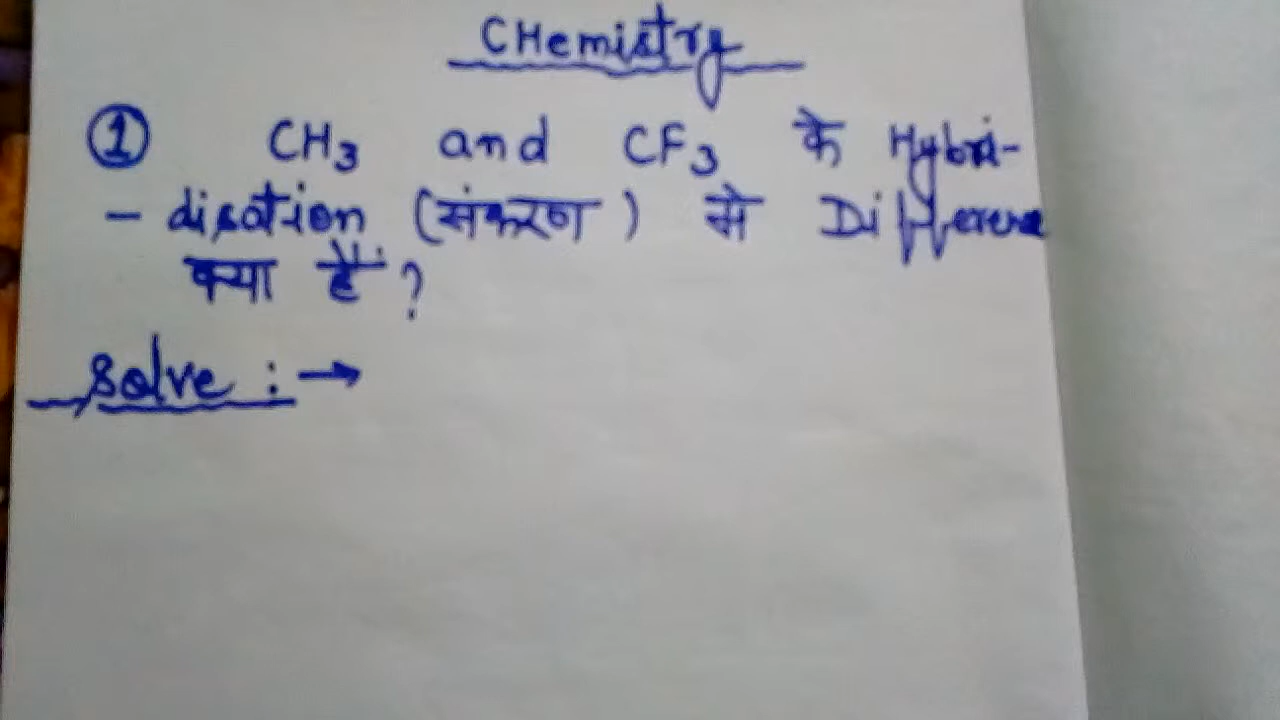 CHemistry
① CH₃ and CF₃ के Hybri-
- disation (संकरण) में Difference
क्या हैं ?
Solve : →